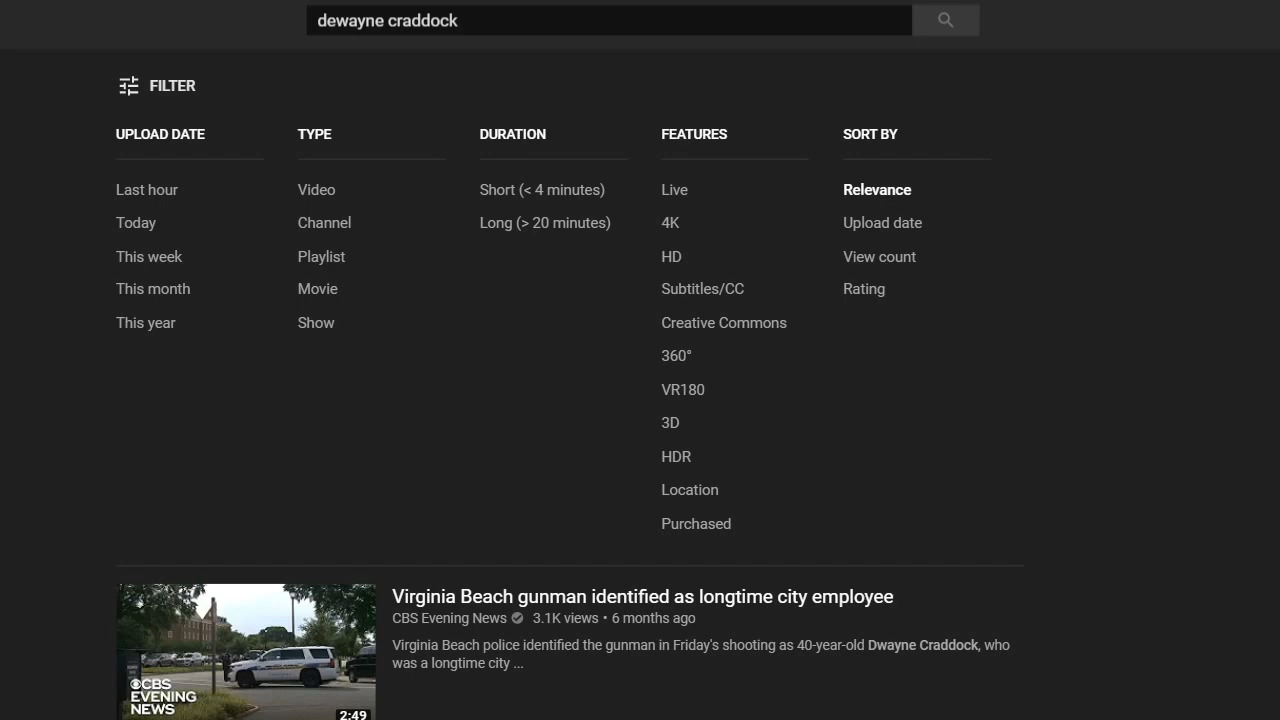 dewayne craddock
FILTER
UPLOAD DATE
TYPE
DURATION
FEATURES
SORT BY
Last hour
Video
Short (< 4 minutes)
Live
Relevance
Today
Channel
Long (> 20 minutes)
4K
Upload date
This week
Playlist
HD
View count
This month
Movie
Subtitles/CC
Rating
This year
Show
Creative Commons
360°
VR180
3D
HDR
Location
Purchased
Virginia Beach gunman identified as longtime city employee
CBS Evening News 3.1K views • 6 months ago
Virginia Beach police identified the gunman in Friday's shooting as 40-year-old Dwayne Craddock, who
was a longtime city ...
CBS
EVENING
NEWS
2:49